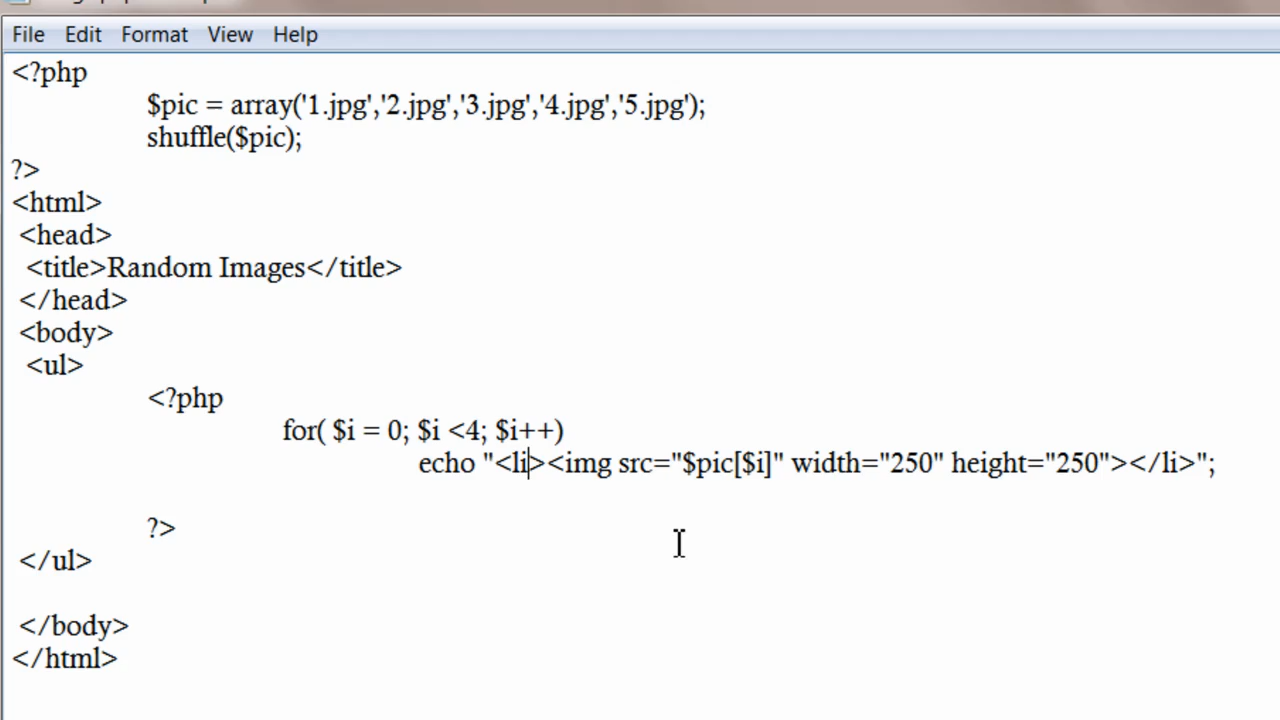 File Edit Format View Help
<?php
$pic = array('1.jpg','2.jpg','3.jpg','4.jpg','5.jpg');
shuffle($pic);
?>
<html>
<head>
<title>Random Images</title>
</head>
<body>
<ul>
<?php
for( $i = 0; $i <4; $i++)
echo "<li><img src="$pic[$i]" width="250" height="250"></li>";
?>
</ul>
</body>
</html>